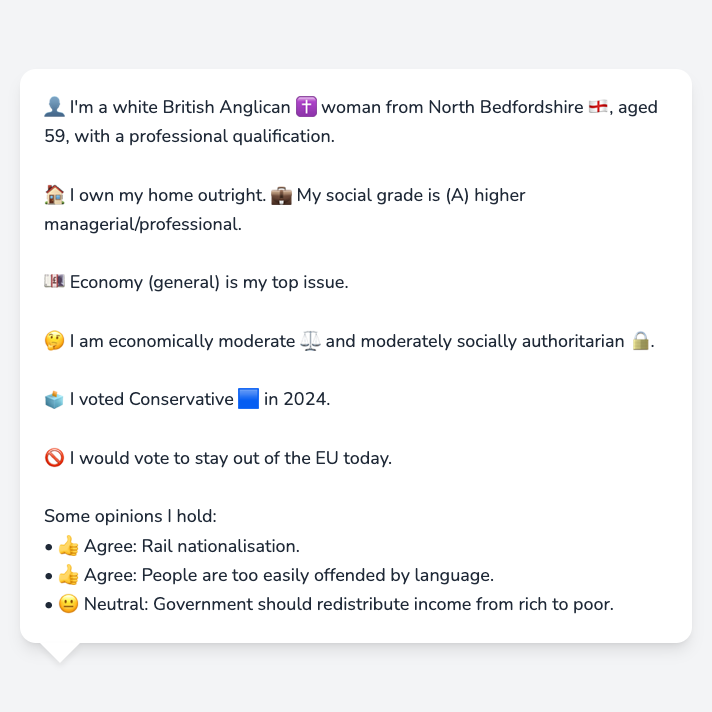 👤 I'm a white British Anglican ✝️ woman from North Bedfordshire 🏴󠁧󠁢󠁥󠁮󠁧󠁿, aged
59, with a professional qualification.
🏠 I own my home outright. 💼 My social grade is (A) higher
managerial/professional.
💷 Economy (general) is my top issue.
🤔 I am economically moderate ⚖️ and moderately socially authoritarian 🔒.
🗳️ I voted Conservative 🟦 in 2024.
🚫 I would vote to stay out of the EU today.
Some opinions I hold:
• 👍 Agree: Rail nationalisation.
• 👍 Agree: People are too easily offended by language.
• 😐 Neutral: Government should redistribute income from rich to poor.